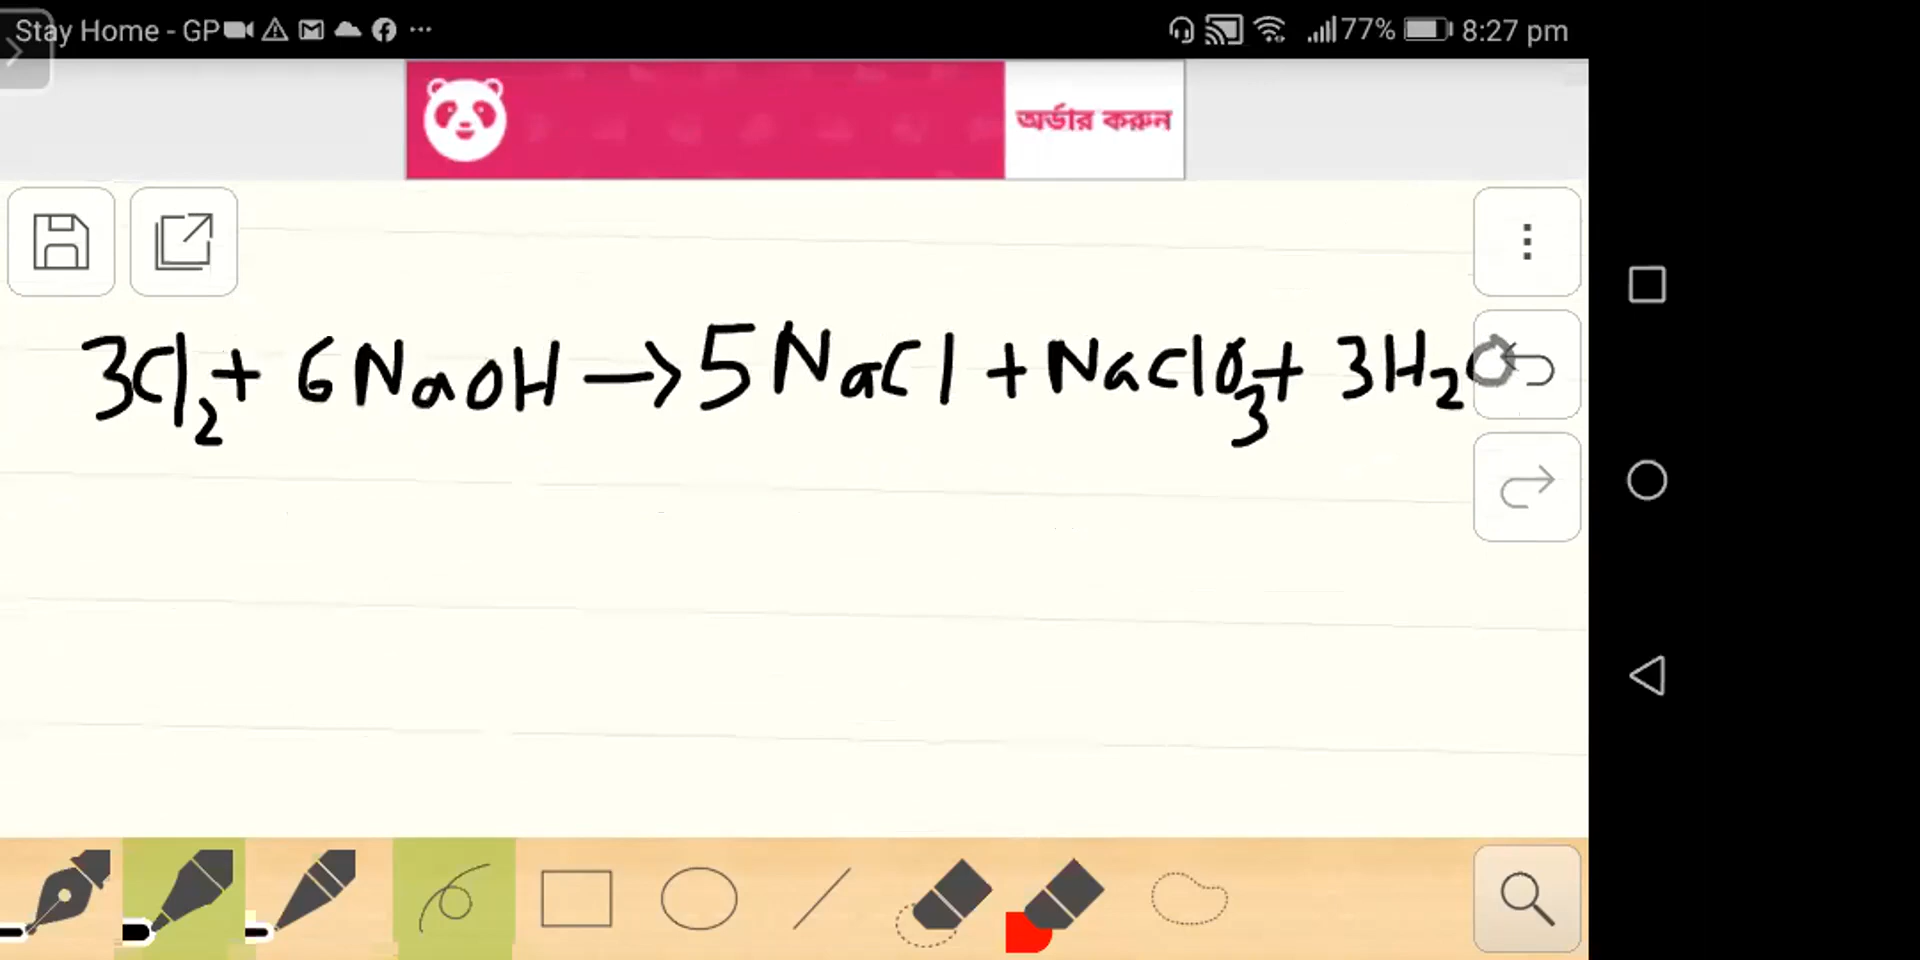 Stay Home - GP 77% 8:27 pm
অর্ডার করুন
3Cl₂ + 6NaOH → 5NaCl + NaClO₃ + 3H₂O